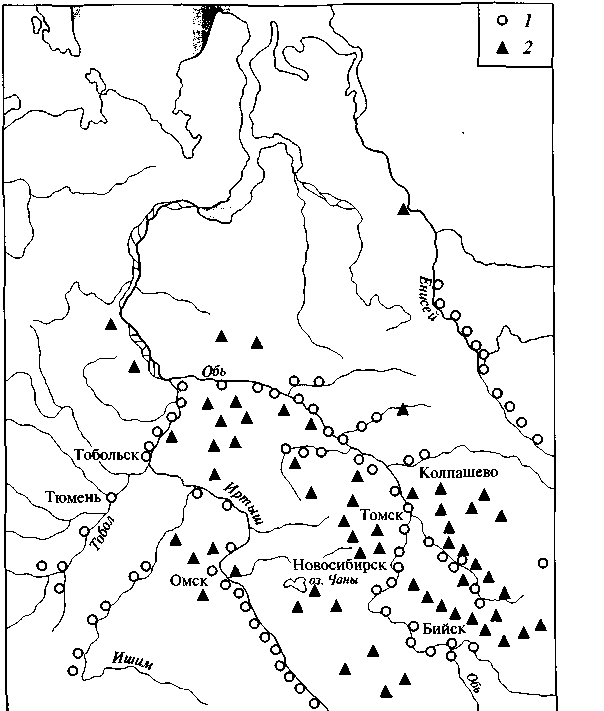 1
2
Енисей
Обь
Тобольск
Колпашево
Тюмень
Иртыш
Тобол
Томск
Новосибирск
оз. Чаны
Омск
Бийск
Ишим
Обь